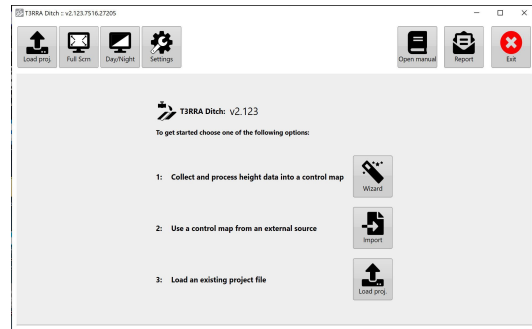 T3RRA Ditch :: v2.123.7516.27205
Load proj. Full Scrn Day/Night Settings Open manual Report Exit
T3RRA Ditch: v2.123
To get started choose one of the following options:
1: Collect and process height data into a control map
Wizard
2: Use a control map from an external source
Import
3: Load an existing project file
Load proj.